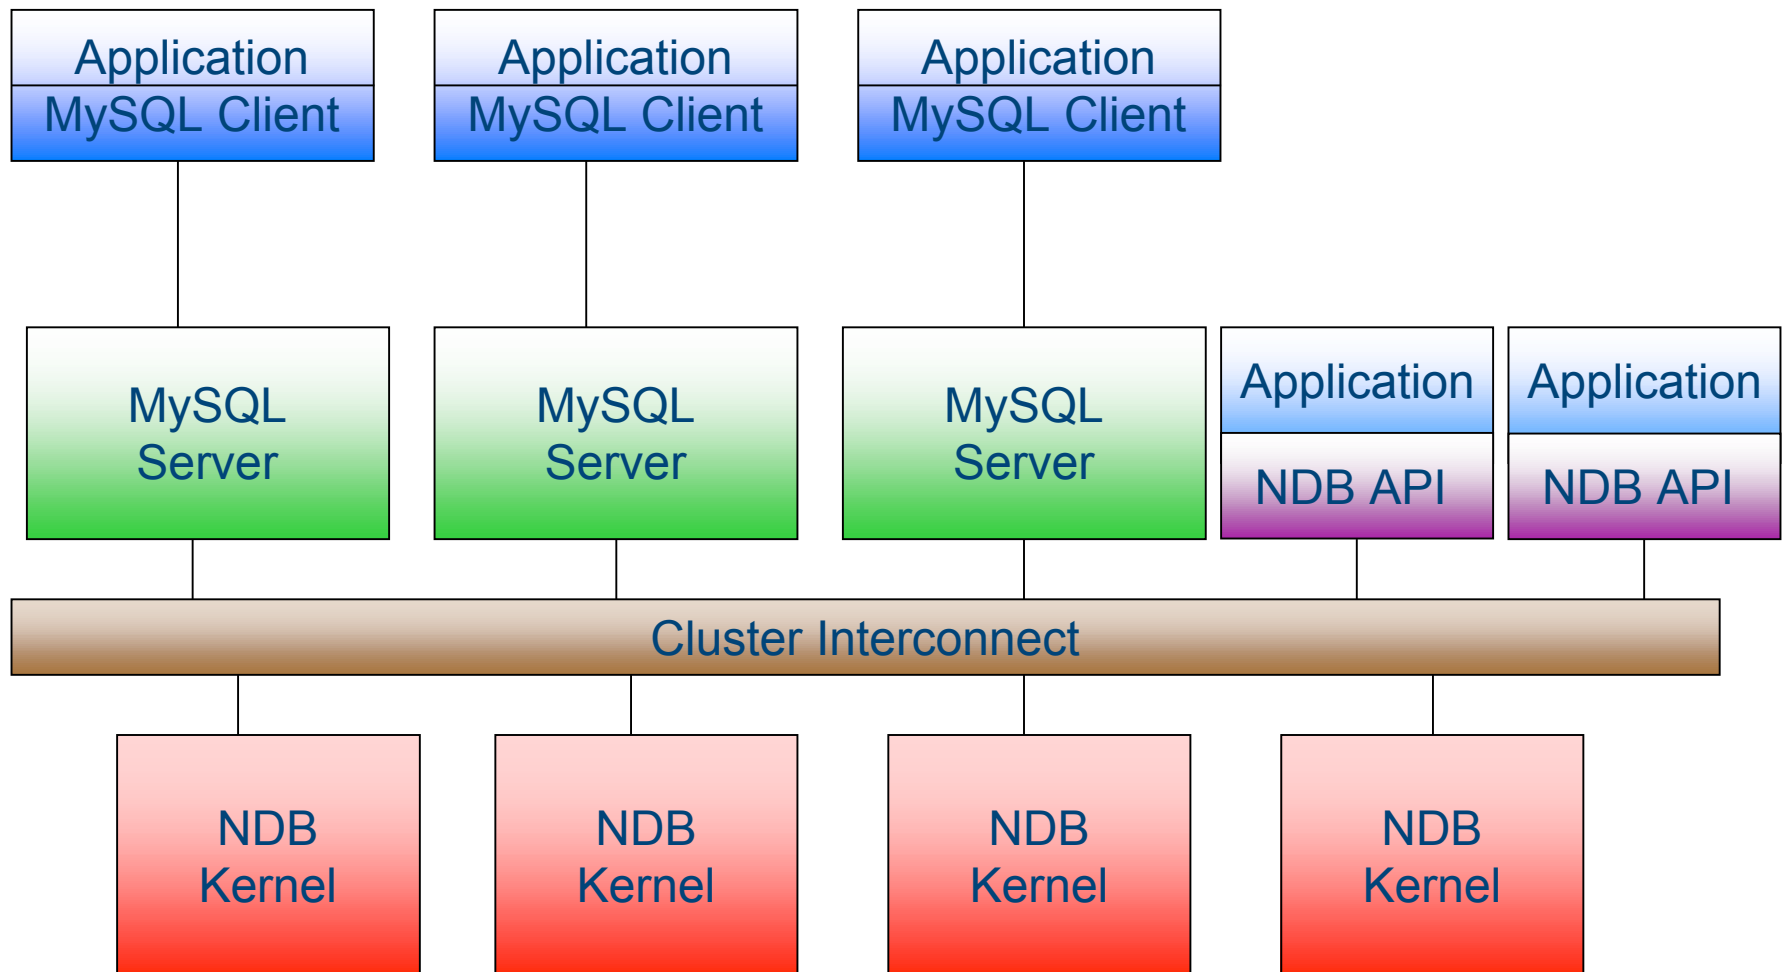 Application
MySQL Client
Application
MySQL Client
Application
MySQL Client
MySQL
Server
MySQL
Server
MySQL
Server
Application
NDB API
Application
NDB API
Cluster Interconnect
NDB
Kernel
NDB
Kernel
NDB
Kernel
NDB
Kernel